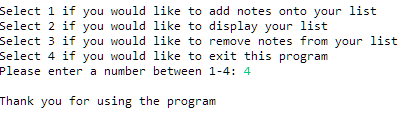 Select 1 if you would like to add notes onto your list
Select 2 if you would like to display your list
Select 3 if you would like to remove notes from your list
Select 4 if you would like to exit this program
Please enter a number between 1-4: 4
Thank you for using the program